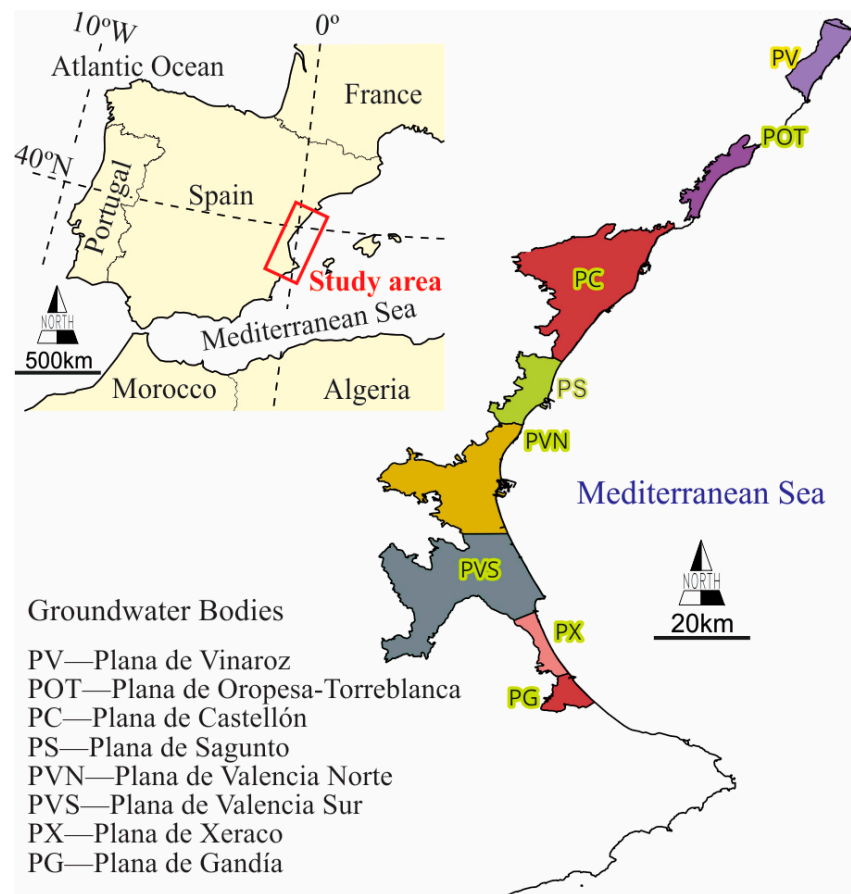 10ºW
0º
Atlantic Ocean
France
40ºN
Portugal
Spain
Study area
NORTH
500km
Mediterranean Sea
Morocco
Algeria
PV
POT
PC
PS
PVN
Mediterranean Sea
PVS
NORTH
20km
PX
PG
Groundwater Bodies
PV—Plana de Vinaroz
POT—Plana de Oropesa-Torreblanca
PC—Plana de Castellón
PS—Plana de Sagunto
PVN—Plana de Valencia Norte
PVS—Plana de Valencia Sur
PX—Plana de Xeraco
PG—Plana de Gandía